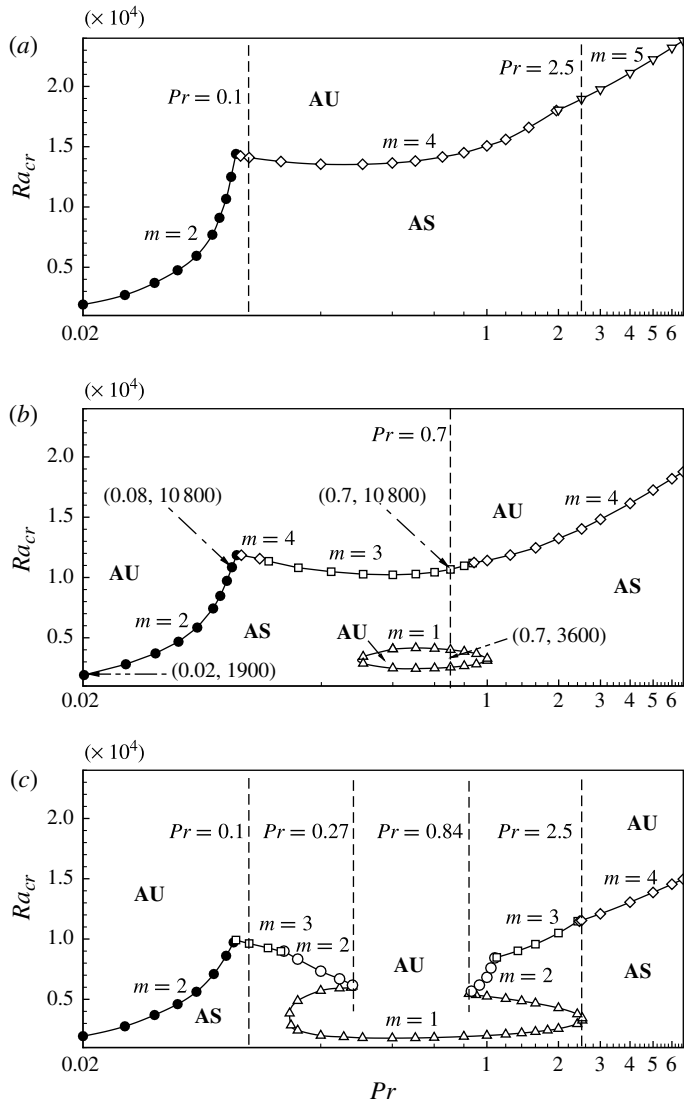 (× 10⁴)
(a)
2.0
m = 5
Pr = 2.5
Pr = 0.1
AU
1.5
m = 4
Ra_cr
1.0
AS
m = 2
0.5
0.02 1 2 3 4 5 6
(× 10⁴)
(b)
2.0
Pr = 0.7
(0.08, 10 800) (0.7, 10 800) m = 4
1.5
AU
m = 4
Ra_cr
m = 3
1.0
AU AS
m = 2
AS AU m = 1 (0.7, 3600)
0.5
(0.02, 1900)
0.02 1 2 3 4 5 6
(× 10⁴)
(c)
2.0
Pr = 0.1 Pr = 0.27 Pr = 0.84 Pr = 2.5 AU
1.5
AU m = 4
Ra_cr
m = 3 m = 3
1.0
m = 2 AU m = 2 AS
m = 2
0.5
AS m = 1
0.02 1 2 3 4 5 6
Pr